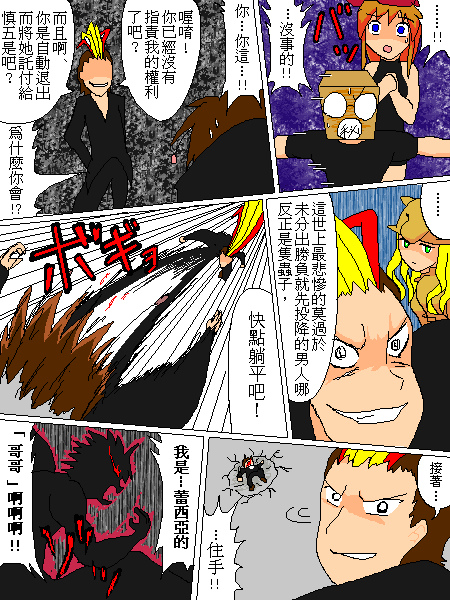 …!!
沒事的!!
バッ
私
你…你這…!!
喔唷！
你已經沒有
指責我的權利
了吧？
而且啊、
你是自動退出
而將她託付給
慎五是吧？
為什麼你會!?
…
這世上最悲慘的莫過於
未分出勝負就先投降的男人哪
反正是隻蟲子，
ボギォ
快點躺平吧！
接著…
…住手!!
我是…蕾西亞的
「哥哥」啊啊啊!!